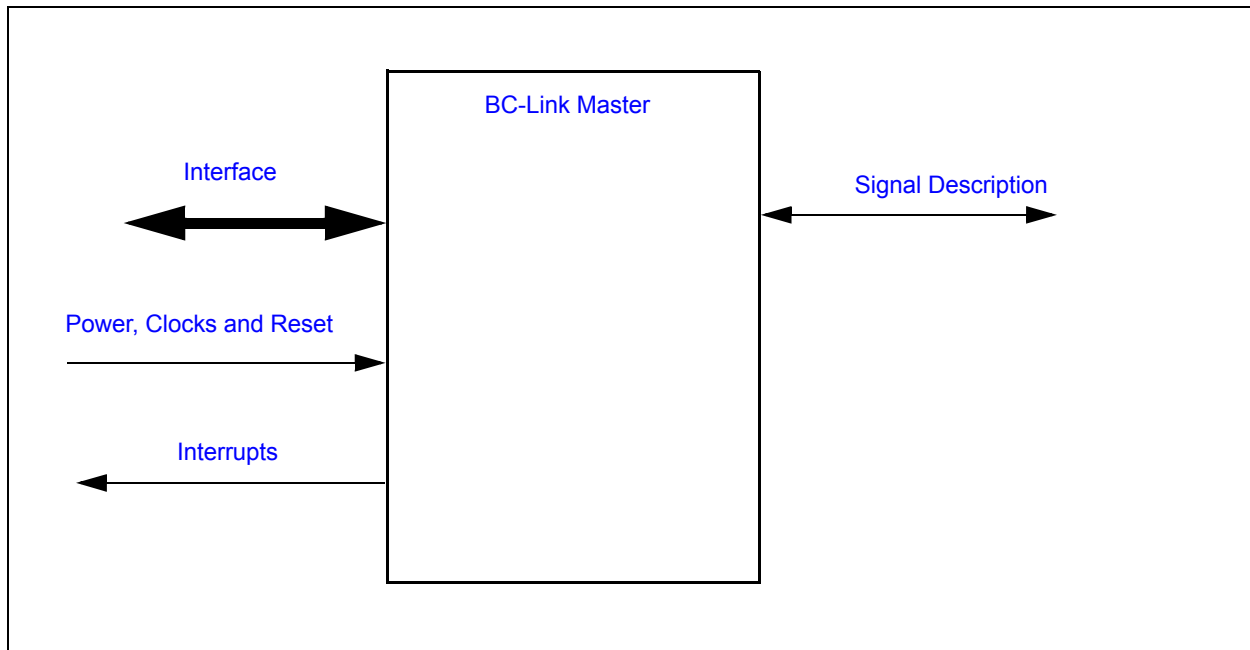 BC-Link Master
Interface
Signal Description
Power, Clocks and Reset
Interrupts